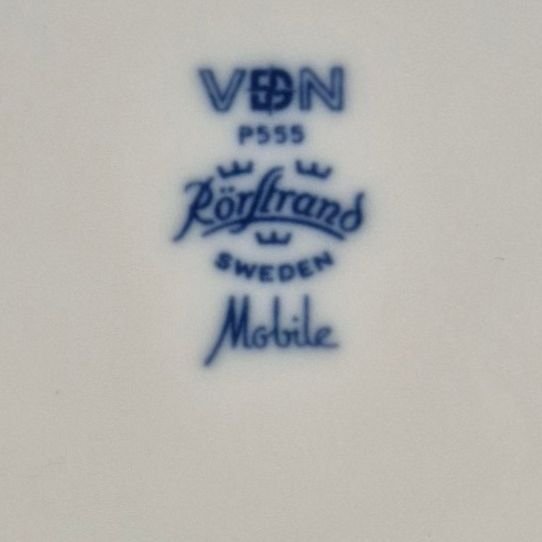 VDN
P555
Rörstrand
SWEDEN
Mobile